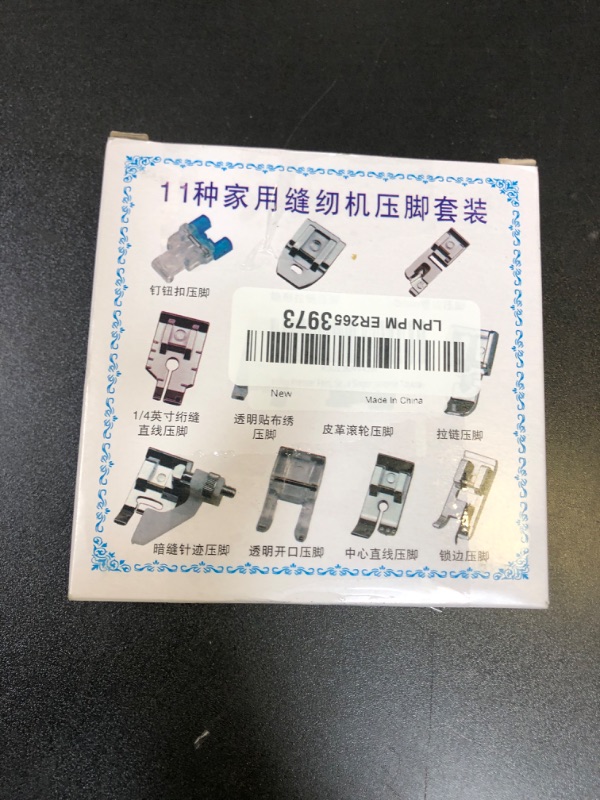 11种家用缝纫机压脚套装
钉钮扣压脚
LPN PM ER2653973
New
Made In China
1/4英寸绗缝
直线压脚
透明贴布绣
压脚
皮革滚轮压脚
拉链压脚
暗缝针迹压脚
透明开口压脚
中心直线压脚
锁边压脚